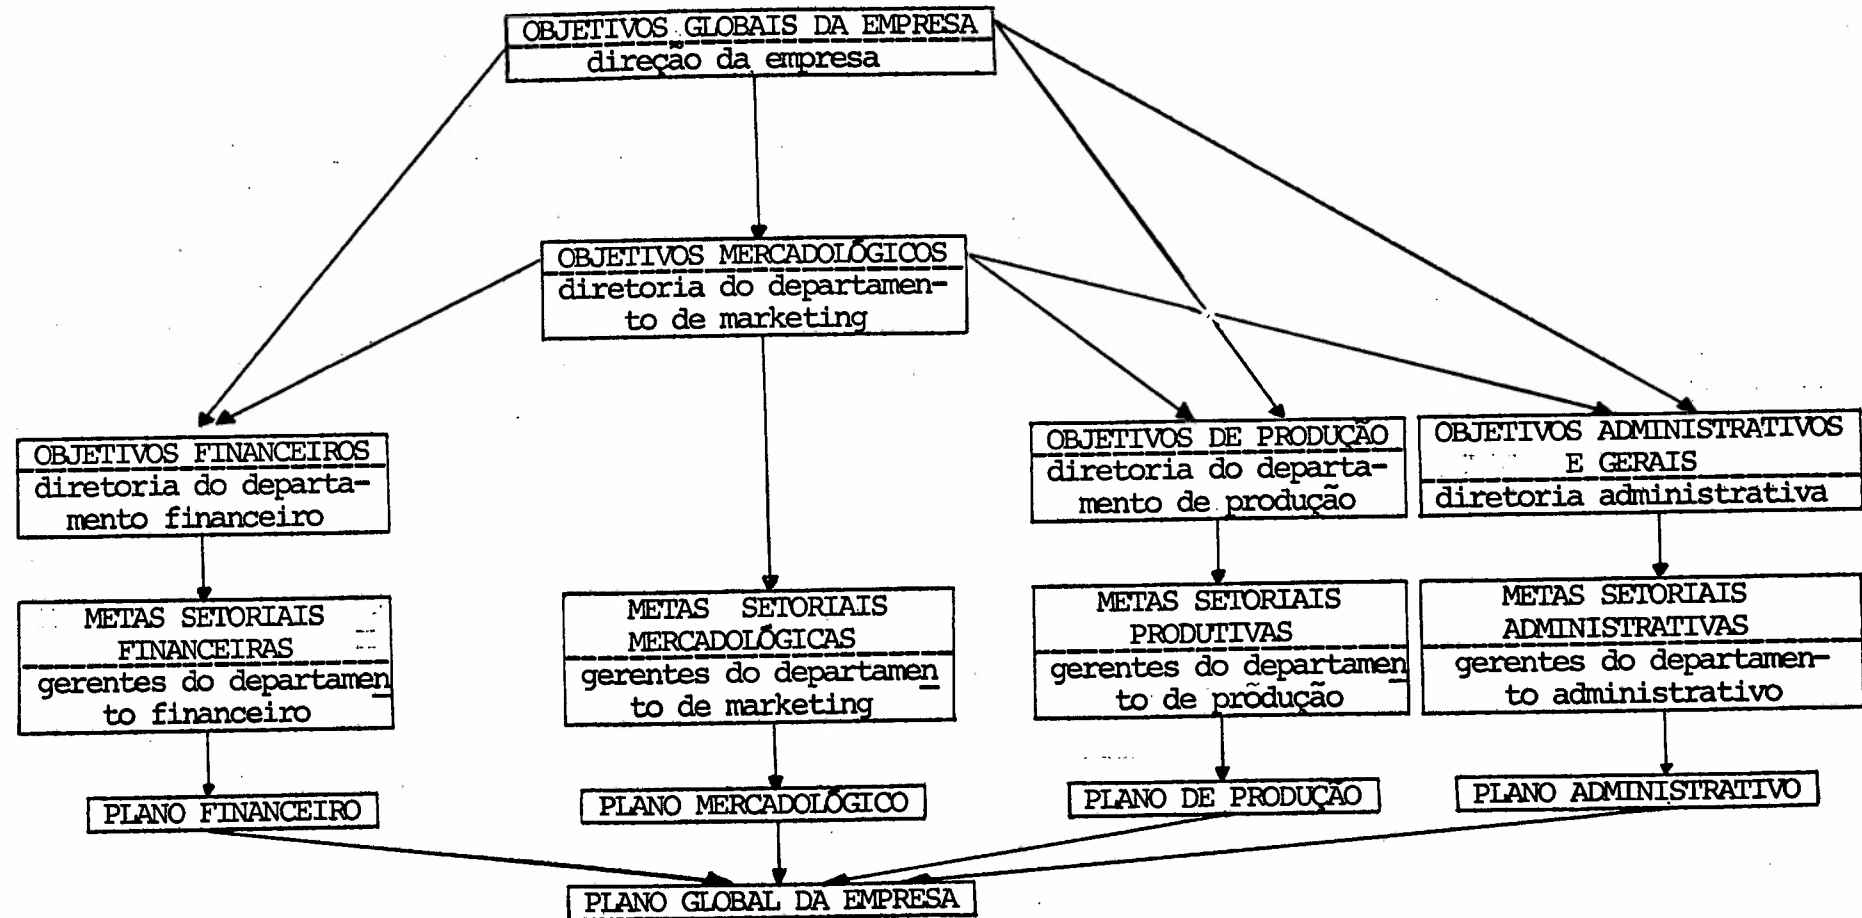 OBJETIVOS GLOBAIS DA EMPRESA
direção da empresa
OBJETIVOS MERCADOLÓGICOS
diretoria do departamen-
to de marketing
OBJETIVOS FINANCEIROS
diretoria do departa-
mento financeiro
OBJETIVOS DE PRODUÇÃO
diretoria do departa-
mento de produção
OBJETIVOS ADMINISTRATIVOS
E GERAIS
diretoria administrativa
METAS SETORIAIS
FINANCEIRAS
gerentes do departamen
to financeiro
METAS SETORIAIS
MERCADOLÓGICAS
gerentes do departamen
to de marketing
METAS SETORIAIS
PRODUTIVAS
gerentes do departamen
to de produção
METAS SETORIAIS
ADMINISTRATIVAS
gerentes do departamen-
to administrativo
PLANO FINANCEIRO
PLANO MERCADOLÓGICO
PLANO DE PRODUÇÃO
PLANO ADMINISTRATIVO
PLANO GLOBAL DA EMPRESA